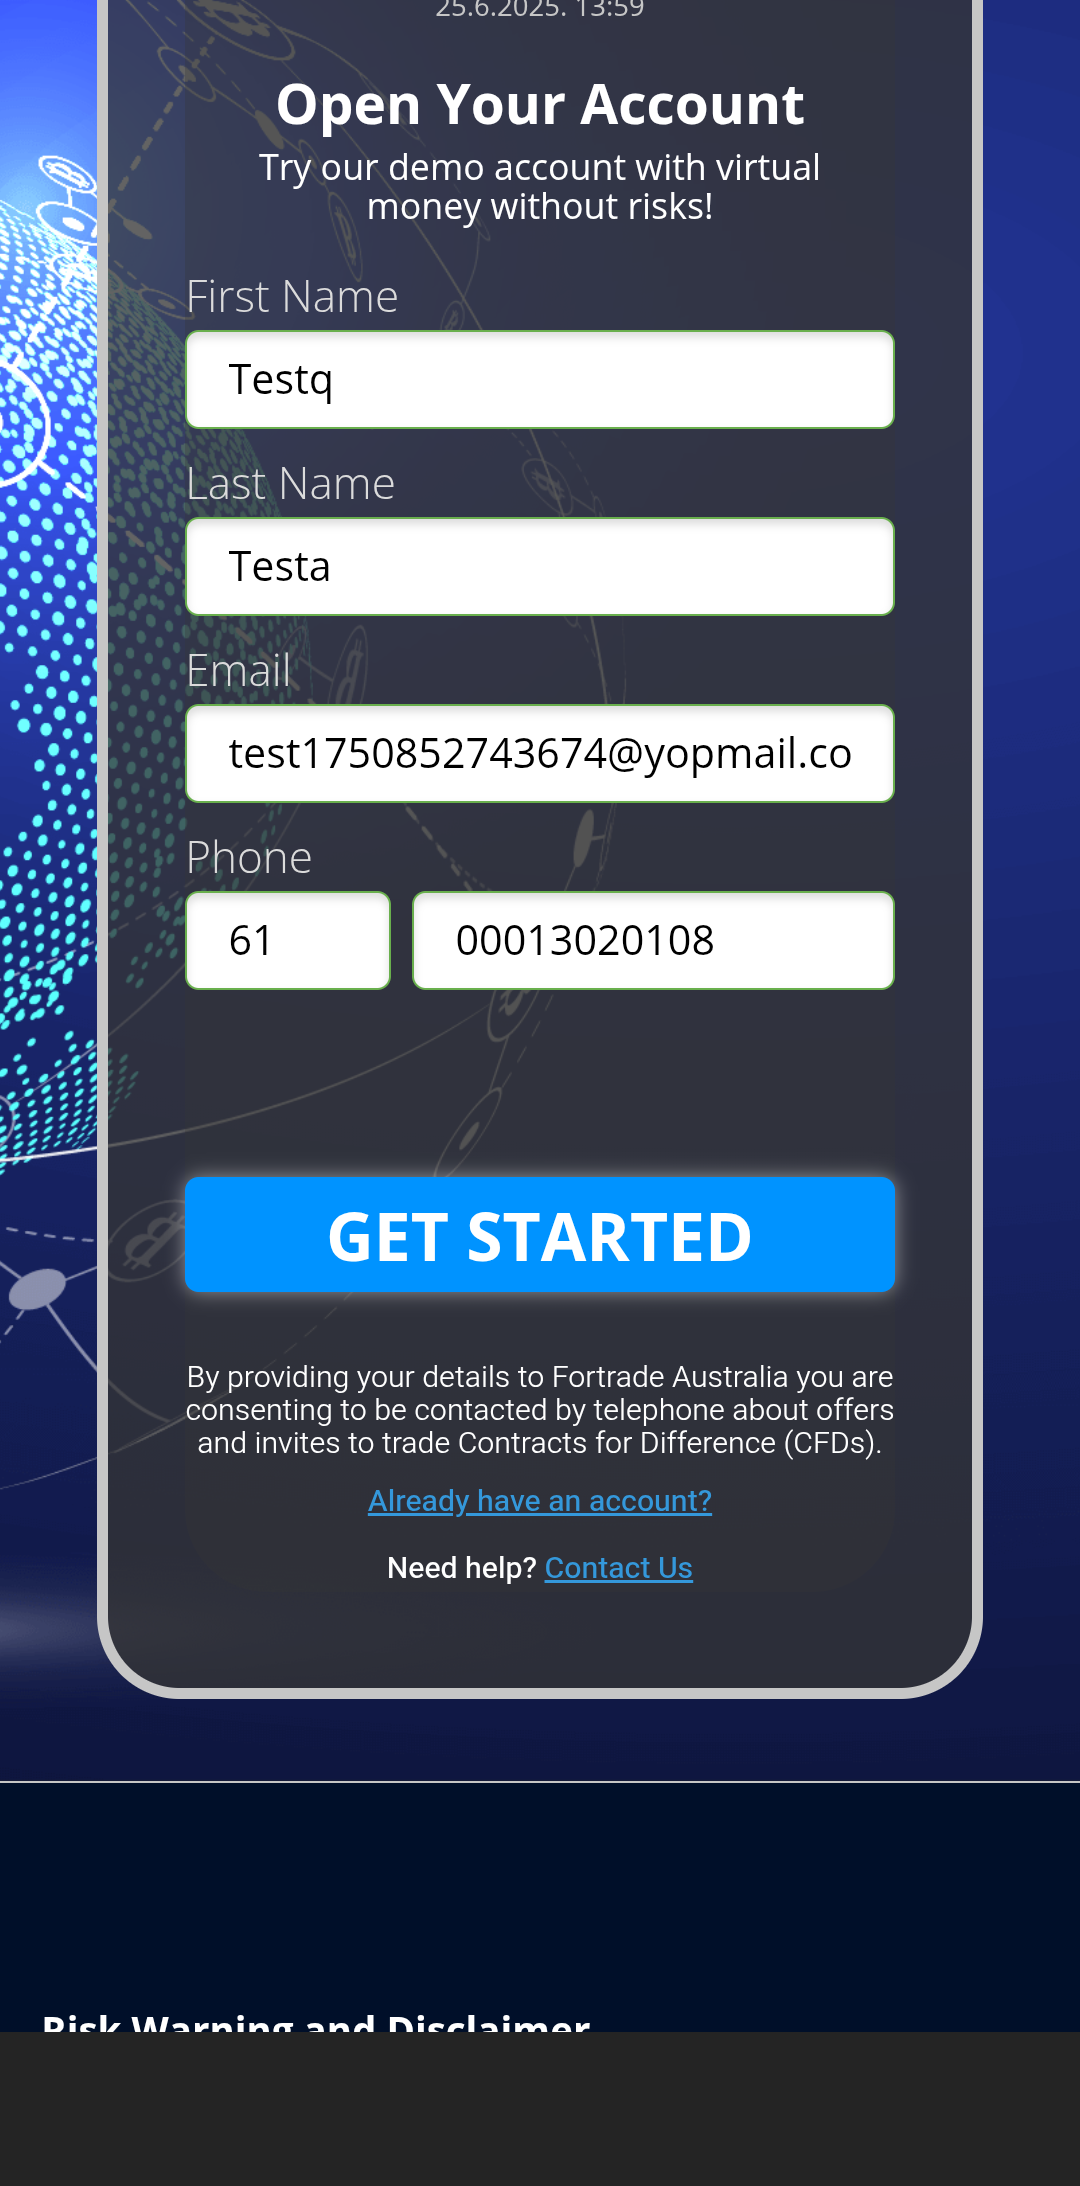 25.6.2025. 13:59
Open Your Account
Try our demo account with virtual
money without risks!
First Name
Testq
Last Name
Testa
Email
test1750852743674@yopmail.co
Phone
61 00013020108
GET STARTED
By providing your details to Fortrade Australia you are
consenting to be contacted by telephone about offers
and invites to trade Contracts for Difference (CFDs).
Already have an account?
Need help? Contact Us
Risk Warning and Disclaimer